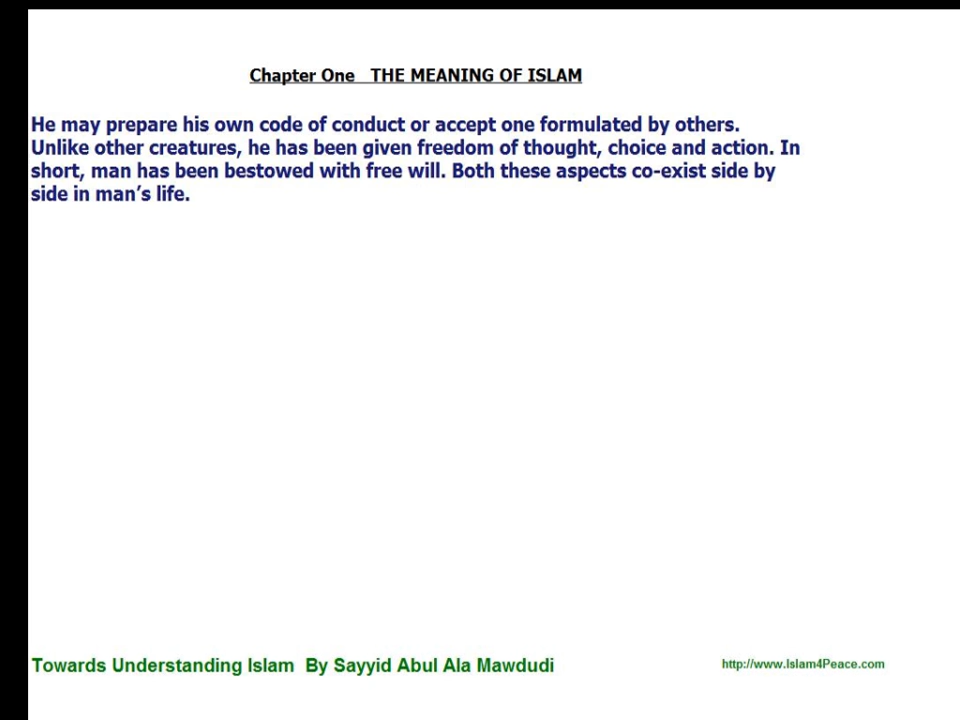 Chapter One   THE MEANING OF ISLAM
He may prepare his own code of conduct or accept one formulated by others.
Unlike other creatures, he has been given freedom of thought, choice and action. In
short, man has been bestowed with free will. Both these aspects co-exist side by
side in man’s life.
Towards Understanding Islam  By Sayyid Abul Ala Mawdudi
http://www.Islam4Peace.com